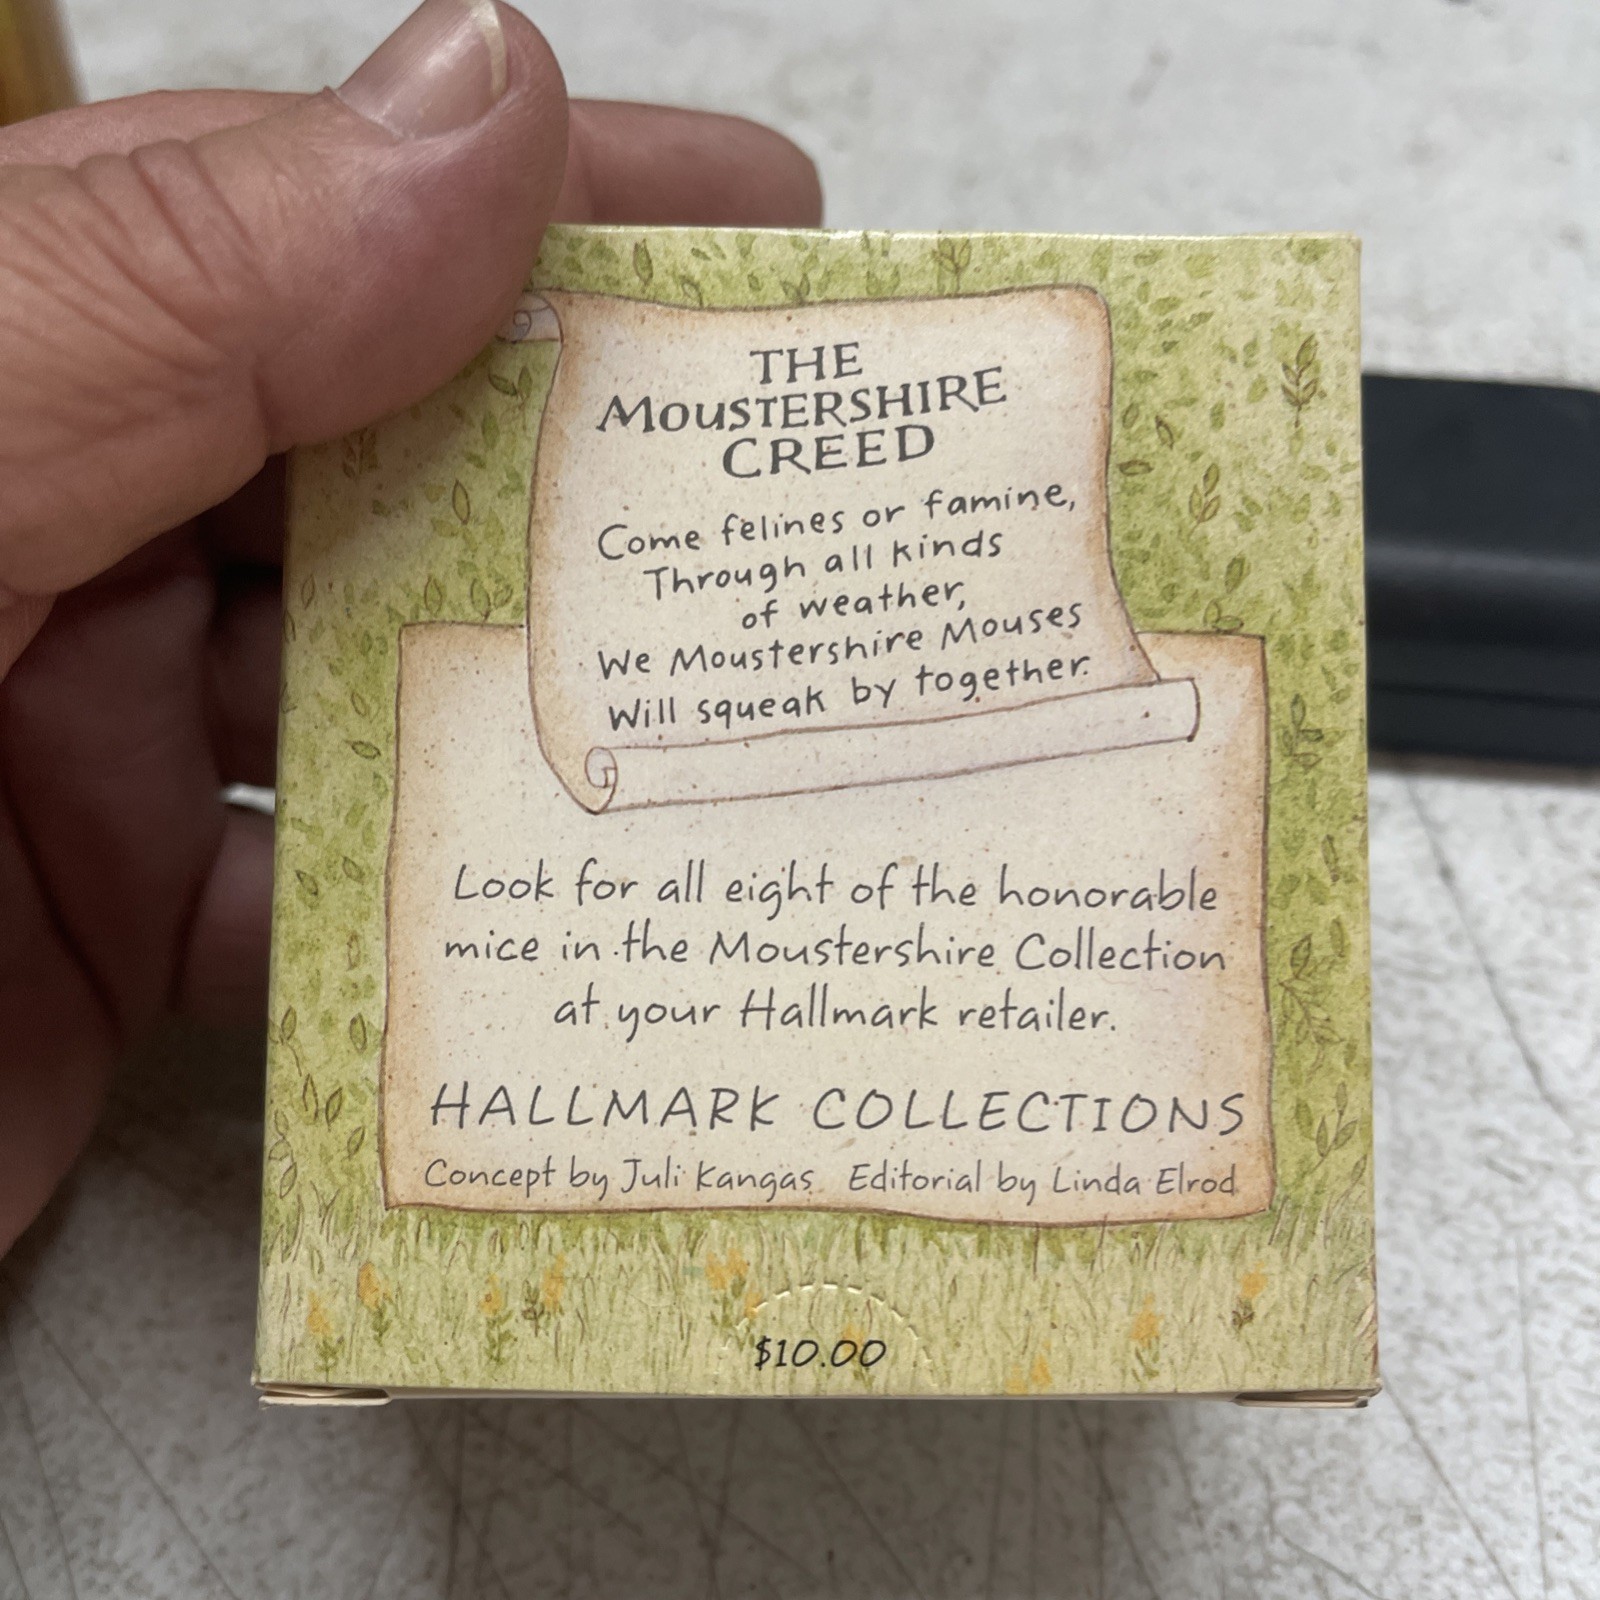 THE
MOUSTERSHIRE
CREED
Come felines or famine,
Through all kinds
of weather,
We Moustershire Mouses
Will squeak by together.
Look for all eight of the honorable
mice in the Moustershire Collection
at your Hallmark retailer.
HALLMARK COLLECTIONS
Concept by Juli Kangas Editorial by Linda Elrod
$10.00